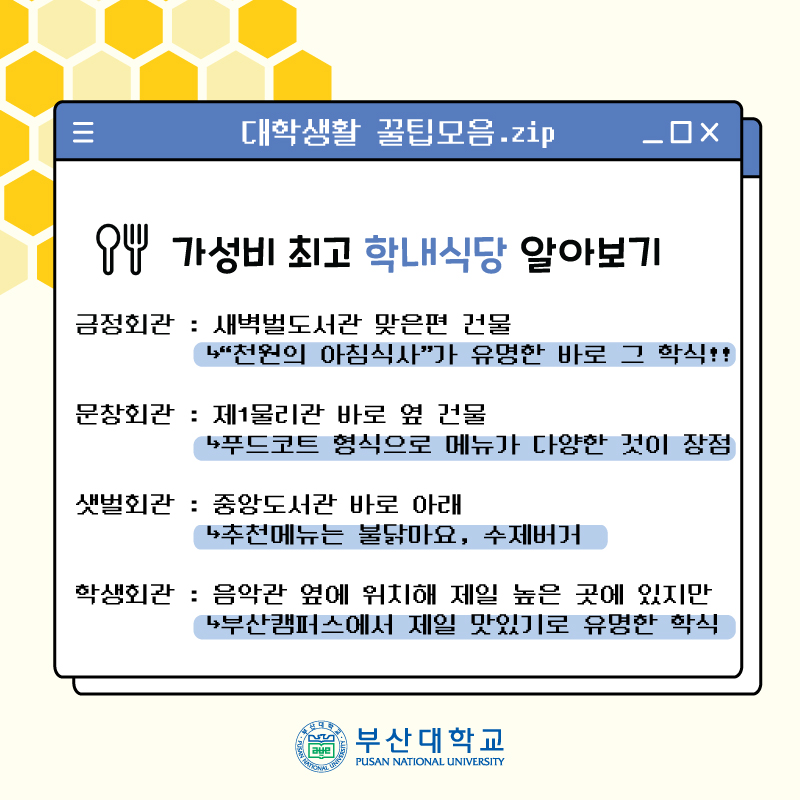 대학생활 꿀팁모음.zip
가성비 최고 학내식당 알아보기
금정회관 : 새벽벌도서관 맞은편 건물
↳“천원의 아침식사”가 유명한 바로 그 학식!!
문창회관 : 제1물리관 바로 옆 건물
↳푸드코트 형식으로 메뉴가 다양한 것이 장점
샛벌회관 : 중앙도서관 바로 아래
↳추천메뉴는 불닭마요, 수제버거
학생회관 : 음악관 옆에 위치해 제일 높은 곳에 있지만
↳부산캠퍼스에서 제일 맛있기로 유명한 학식
부산대학교
PUSAN NATIONAL UNIVERSITY
부산대학교
PUSAN NATIONAL UNIVERSITY